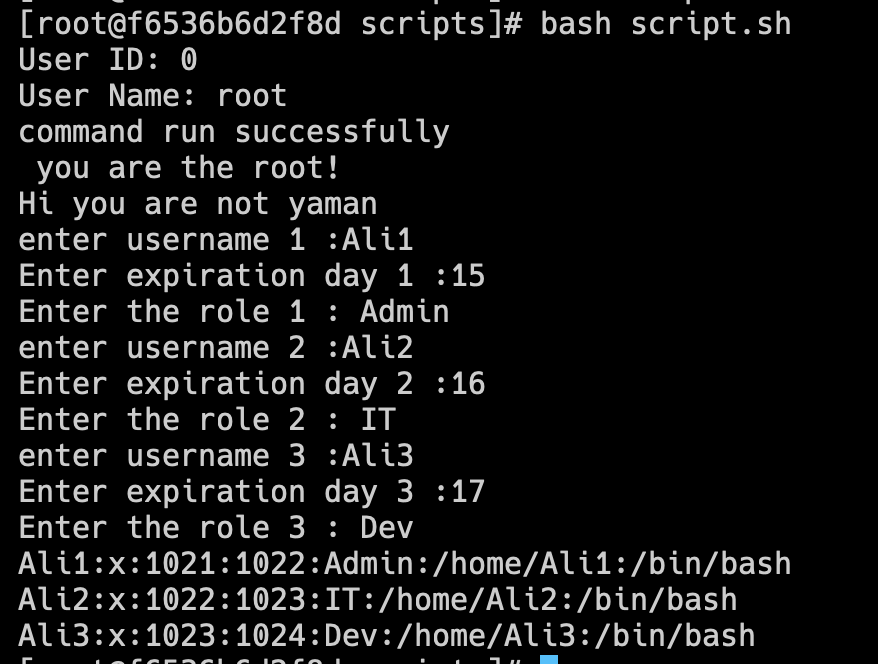 [root@f6536b6d2f8d scripts]# bash script.sh
User ID: 0
User Name: root
command run successfully
 you are the root!
Hi you are not yaman
enter username 1 :Ali1
Enter expiration day 1 :15
Enter the role 1 : Admin
enter username 2 :Ali2
Enter expiration day 2 :16
Enter the role 2 : IT
enter username 3 :Ali3
Enter expiration day 3 :17
Enter the role 3 : Dev
Ali1:x:1021:1022:Admin:/home/Ali1:/bin/bash
Ali2:x:1022:1023:IT:/home/Ali2:/bin/bash
Ali3:x:1023:1024:Dev:/home/Ali3:/bin/bash
[root@f6536b6d2f8d scripts]#